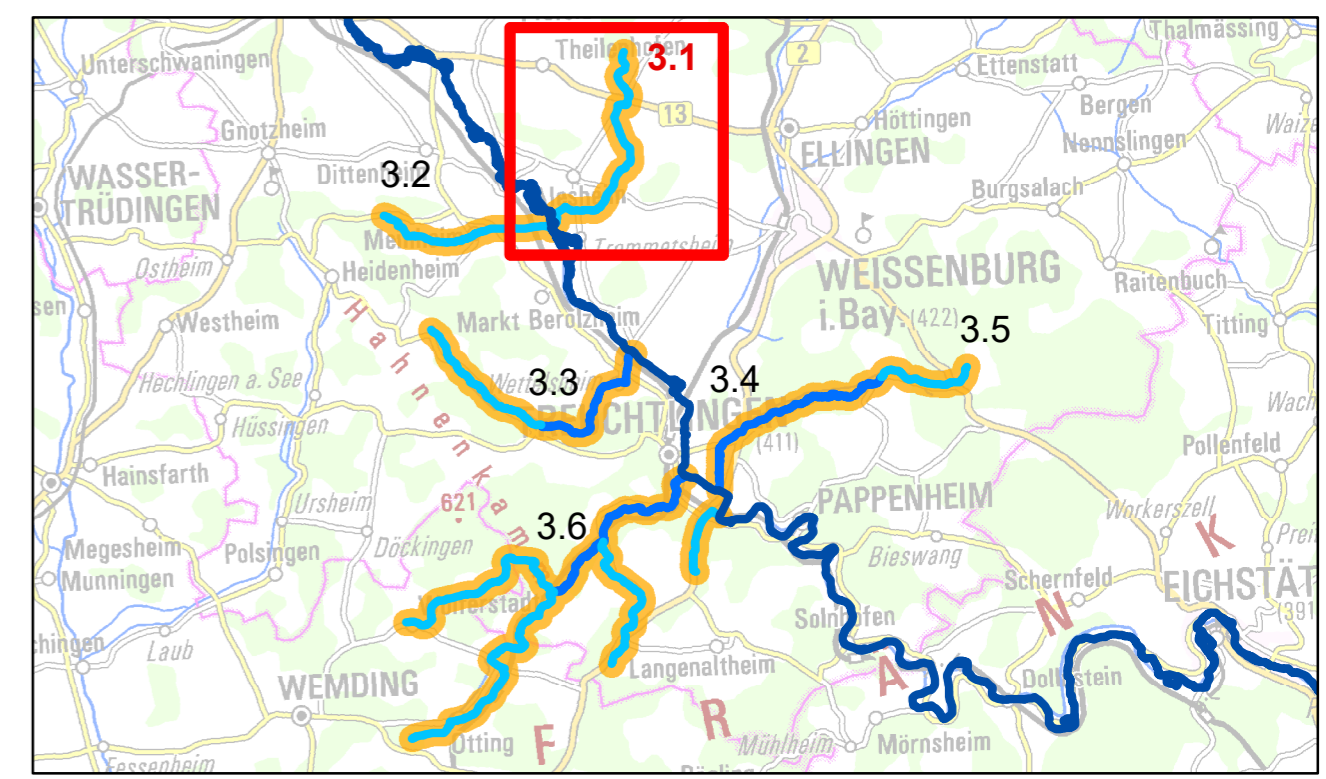 Thalmässing
Theilenhofen
3.1
2
Unterschwaningen
Ettenstatt
Bergen
13
Höttingen
Gnotzheim
ELLINGEN
WASSER-
TRÜDINGEN
3.2
Burgsalach
Trommetsheim
Ostheim
Heidenheim
WEISSENBURG
i.Bay.
(422)
Raitenbuch
Titting
Westheim
Markt Berolzheim
3.5
Hahnenkamm
Hechlingen a. See
3.3
3.4
Hüssingen
(411)
Pollenfeld
Hainsfarth
Ursheim
621
PAPPENHEIM
Workerszell
3.6
Megesheim
Polsingen
Döckingen
Bieswang
Munningen
Schernfeld
Solnhofen
Laub
Langenaltheim
WEMDING
Dollnstein
Otting
FRANK
Mühlheim
Mörnsheim